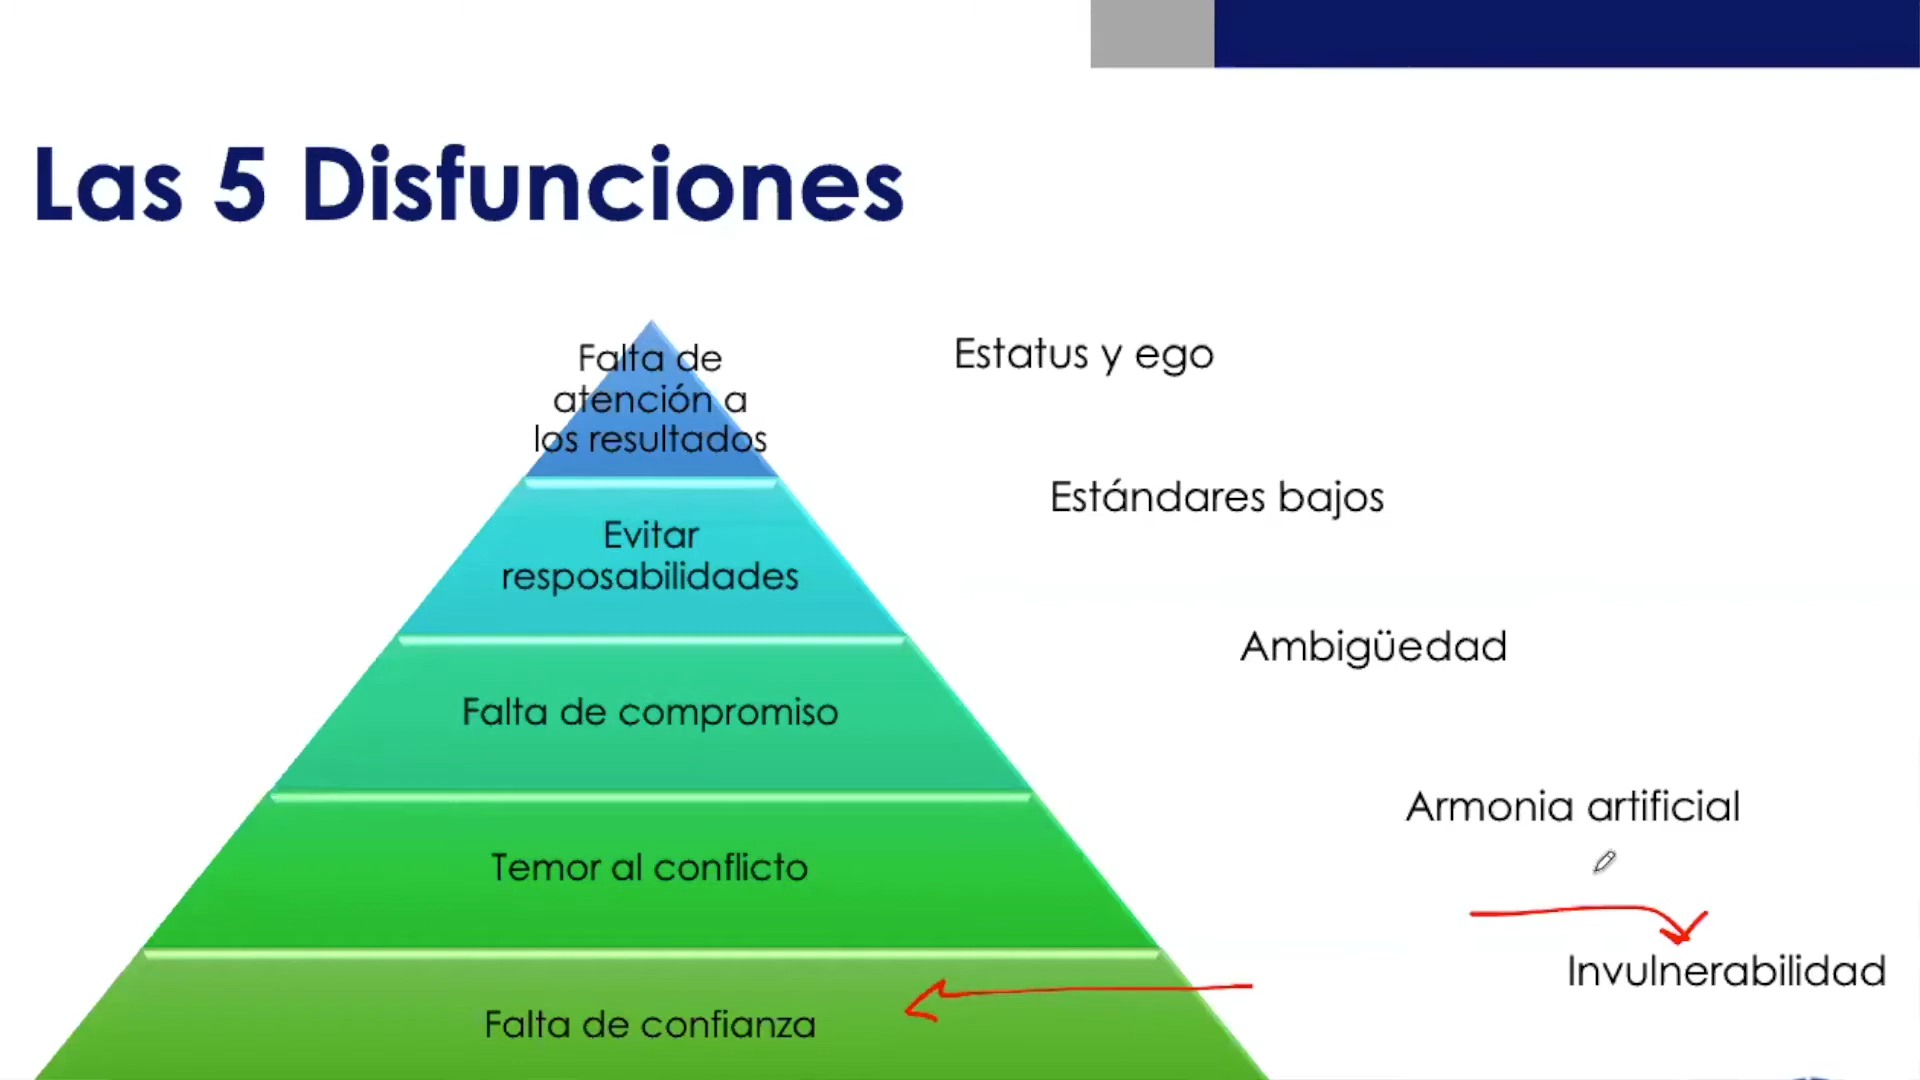 Las 5 Disfunciones
Falta de
atención a
los resultados
Estatus y ego
Evitar
resposabilidades
Estándares bajos
Falta de compromiso
Ambigüedad
Temor al conflicto
Armonia artificial
Falta de confianza
Invulnerabilidad